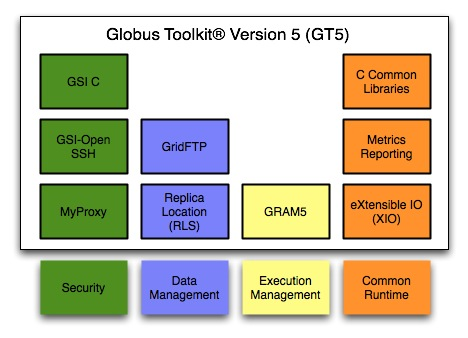 Globus Toolkit® Version 5 (GT5)
GSI C
C Common
Libraries
GSI-Open
SSH
GridFTP
Metrics
Reporting
MyProxy
Replica
Location
(RLS)
GRAM5
eXtensible IO
(XIO)
Security
Data
Management
Execution
Management
Common
Runtime